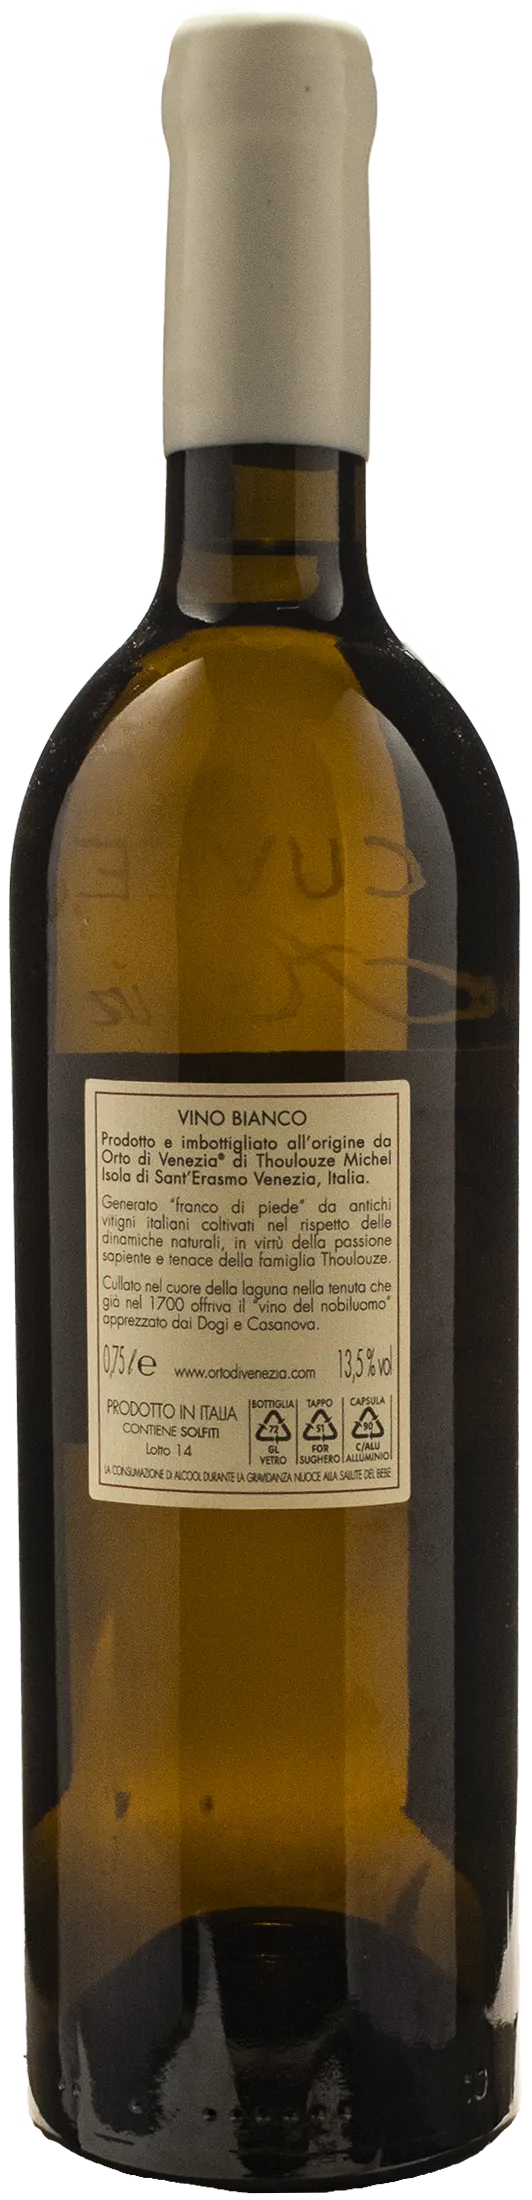 CUVÉE
VINO BIANCO
Prodotto e imbottigliato all'origine da
Orto di Venezia® di Thoulouze Michel
Isola di Sant'Erasmo Venezia, Italia.
Generato "franco di piede" da antichi
vitigni italiani coltivati nel rispetto delle
dinamiche naturali, in virtù della passione
sapiente e tenace della famiglia Thoulouze.
Cullato nel cuore della laguna nella tenuta che
già nel 1700 offriva il "vino del nobiluomo"
apprezzato dai Dogi e Casanova.
0,75 l e www.ortodivenezia.com 13,5% vol
PRODOTTO IN ITALIA
CONTIENE SOLFITI
Lotto 14
BOTTIGLIA
72
GL
VETRO
TAPPO
51
FOR
SUGHERO
CAPSULA
90
C/ALU
ALLUMINIO
LA CONSUMAZIONE DI ALCOOL DURANTE LA GRAVIDANZA NUOCE ALLA SALUTE DEL BEBE